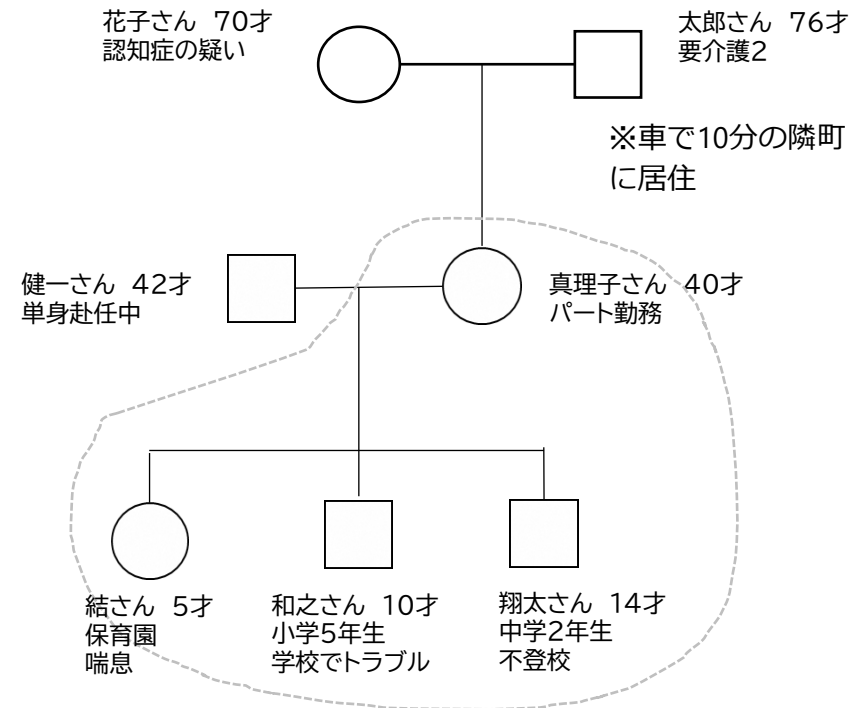 花子さん 70才
認知症の疑い
太郎さん 76才
要介護2
※車で10分の隣町
に居住
健一さん 42才
単身赴任中
真理子さん 40才
パート勤務
結さん 5才
保育園
喘息
和之さん 10才
小学5年生
学校でトラブル
翔太さん 14才
中学2年生
不登校